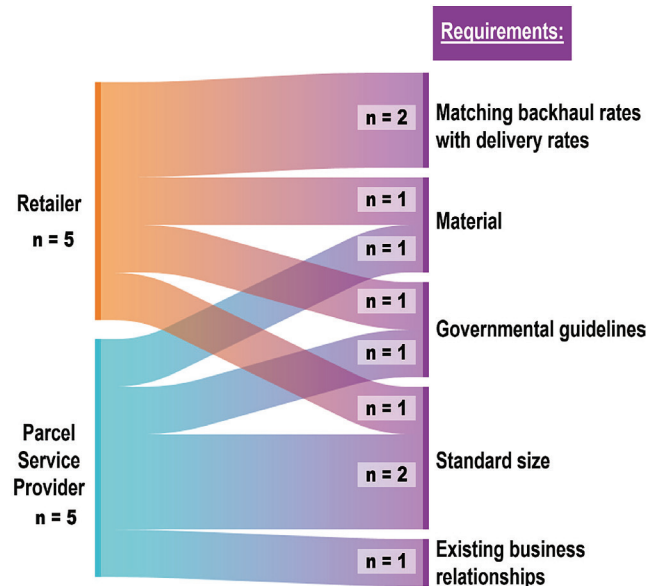 Requirements:
n = 2
Matching backhaul rates
with delivery rates
Retailer
n = 5
n = 1
Material
n = 1
n = 1
Governmental guidelines
n = 1
Parcel
Service
Provider
n = 5
n = 1
Standard size
n = 2
n = 1
Existing business
relationships